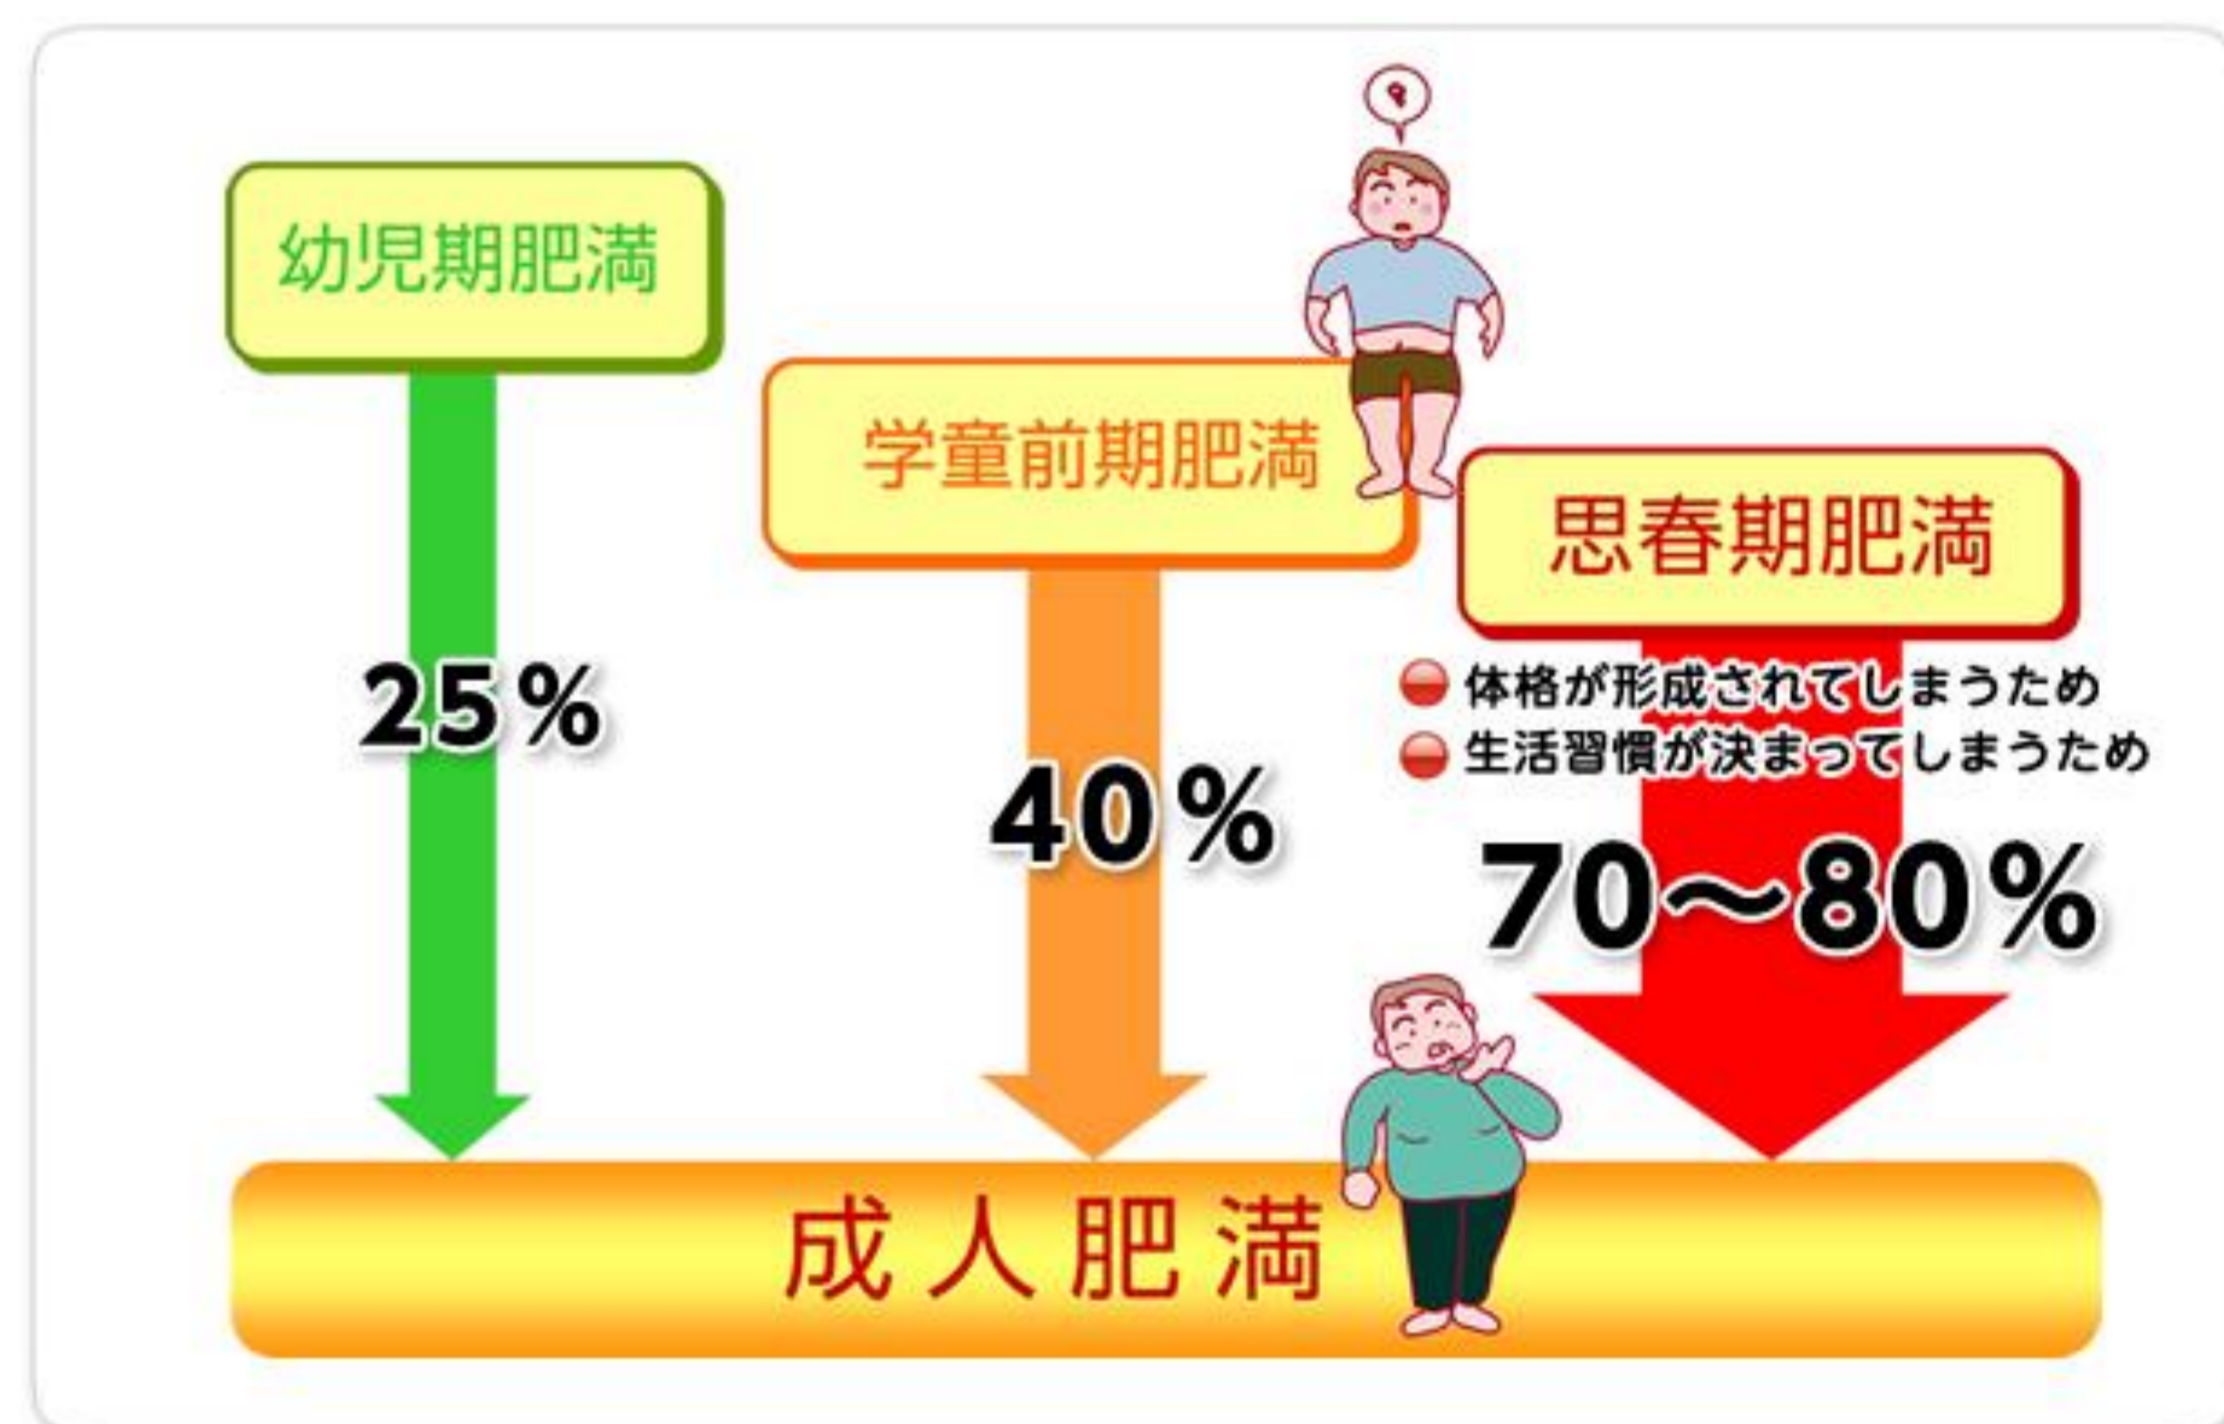 幼児期肥満
学童前期肥満
思春期肥満
25%
40%
体格が形成されてしまうため
生活習慣が決まってしまうため
70〜80%
成人肥満